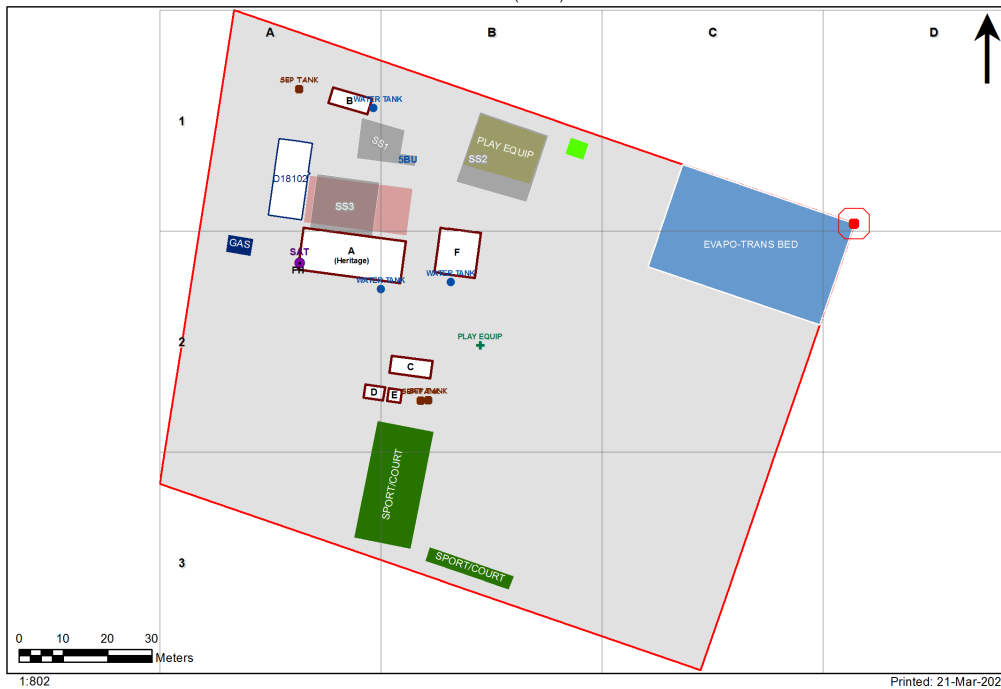 A B C D
SEP TANK
B WATER TANK
1
SS1
PLAY EQUIP
5BU
SS2
D18102
SS3
GAS
EVAPO-TRANS BED
A
(Heritage)
F
SAT
WATER TANK
WATER TANK
PLAY EQUIP
2
C
D E
SEP TANK
SPORT/COURT
SPORT/COURT
3
0 10 20 30
Meters
1:802
Printed: 21-Mar-202